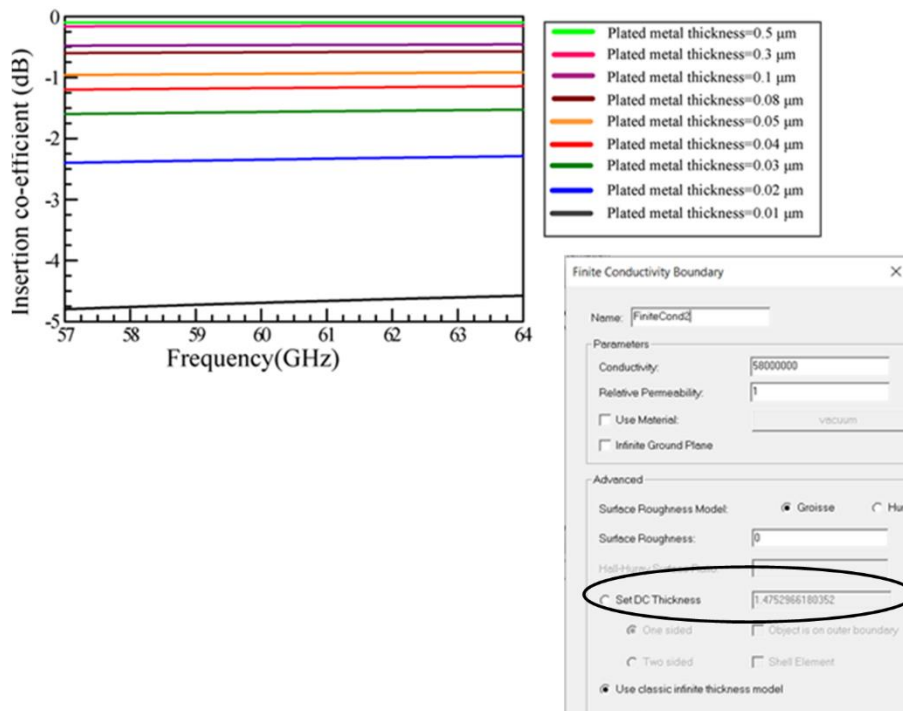 0
-1
-2
-3
-4
-5
Insertion co-efficient (dB)
57 58 59 60 61 62 63 64
Frequency(GHz)
Plated metal thickness=0.5 μm
Plated metal thickness=0.3 μm
Plated metal thickness=0.1 μm
Plated metal thickness=0.08 μm
Plated metal thickness=0.05 μm
Plated metal thickness=0.04 μm
Plated metal thickness=0.03 μm
Plated metal thickness=0.02 μm
Plated metal thickness=0.01 μm
Finite Conductivity Boundary
Name: FiniteCond2
Parameters
Conductivity: 58000000
Relative Permeability: 1
Use Material: vacuum
Infinite Ground Plane
Advanced
Surface Roughness Model: Groisse Hu
Surface Roughness: 0
Hall-Huray Surface Ratio:
Set DC Thickness 1.4752966180352
One sided Object is on outer boundary
Two sided Shell Element
Use classic infinite thickness model